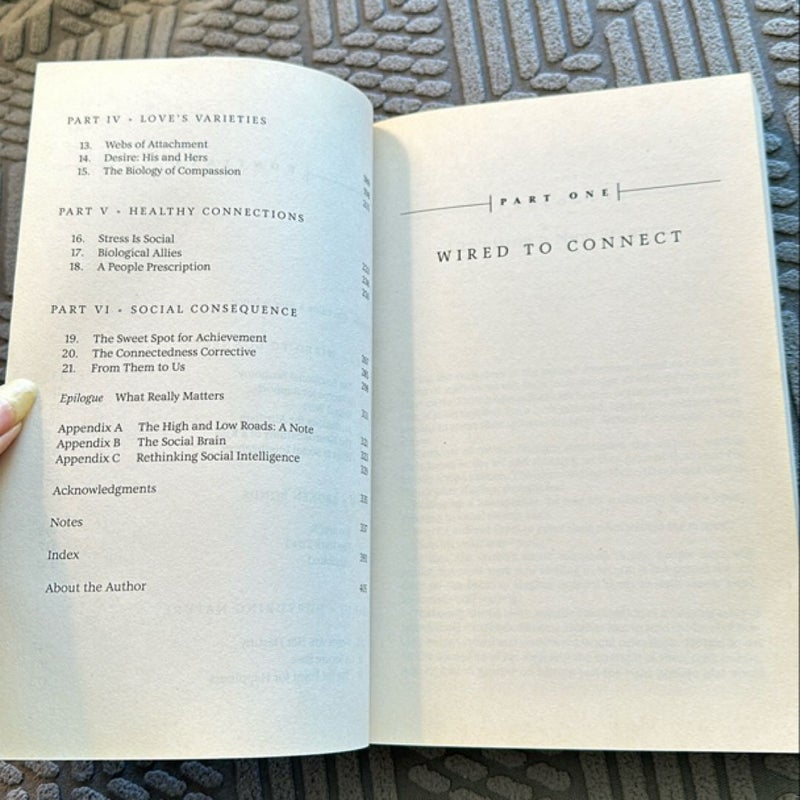 PART IV • LOVE'S VARIETIES
13. Webs of Attachment
14. Desire: His and Hers
15. The Biology of Compassion
PART V • HEALTHY CONNECTIONS
16. Stress Is Social
17. Biological Allies
18. A People Prescription
PART VI • SOCIAL CONSEQUENCE
19. The Sweet Spot for Achievement
20. The Connectedness Corrective
21. From Them to Us
Epilogue What Really Matters
Appendix A The High and Low Roads: A Note
Appendix B The Social Brain
Appendix C Rethinking Social Intelligence
Acknowledgments
Notes
Index
About the Author
PART ONE
WIRED TO CONNECT